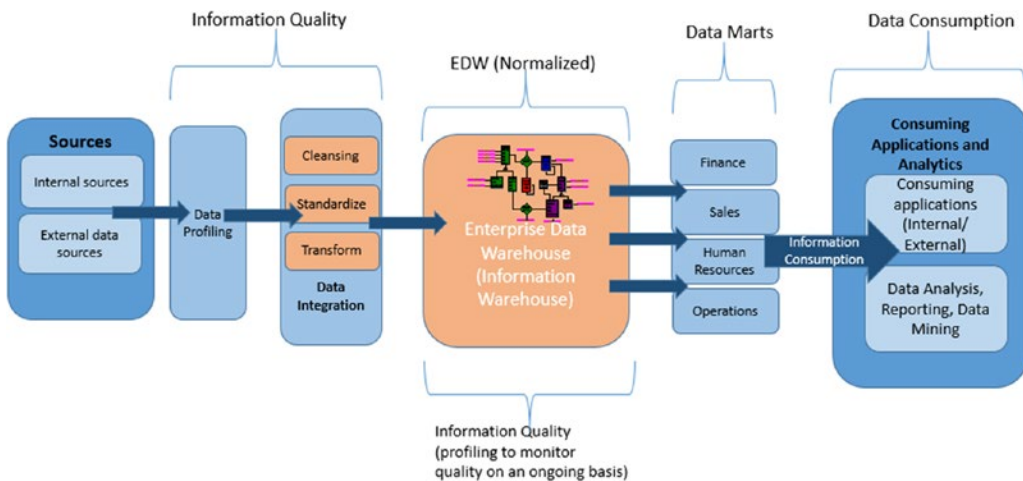 Information Quality
Data Marts
Data Consumption
EDW (Normalized)
Sources
Internal sources
External data
sources
Data
Profiling
Cleansing
Standardize
Transform
Data
Integration
Enterprise Data
Warehouse
(Information
Warehouse)
Finance
Sales
Human
Resources
Operations
Information
Consumption
Consuming
Applications and
Analytics
Consuming
applications
(Internal/
External)
Data Analysis,
Reporting, Data
Mining
Information Quality
(profiling to monitor
quality on an ongoing basis)